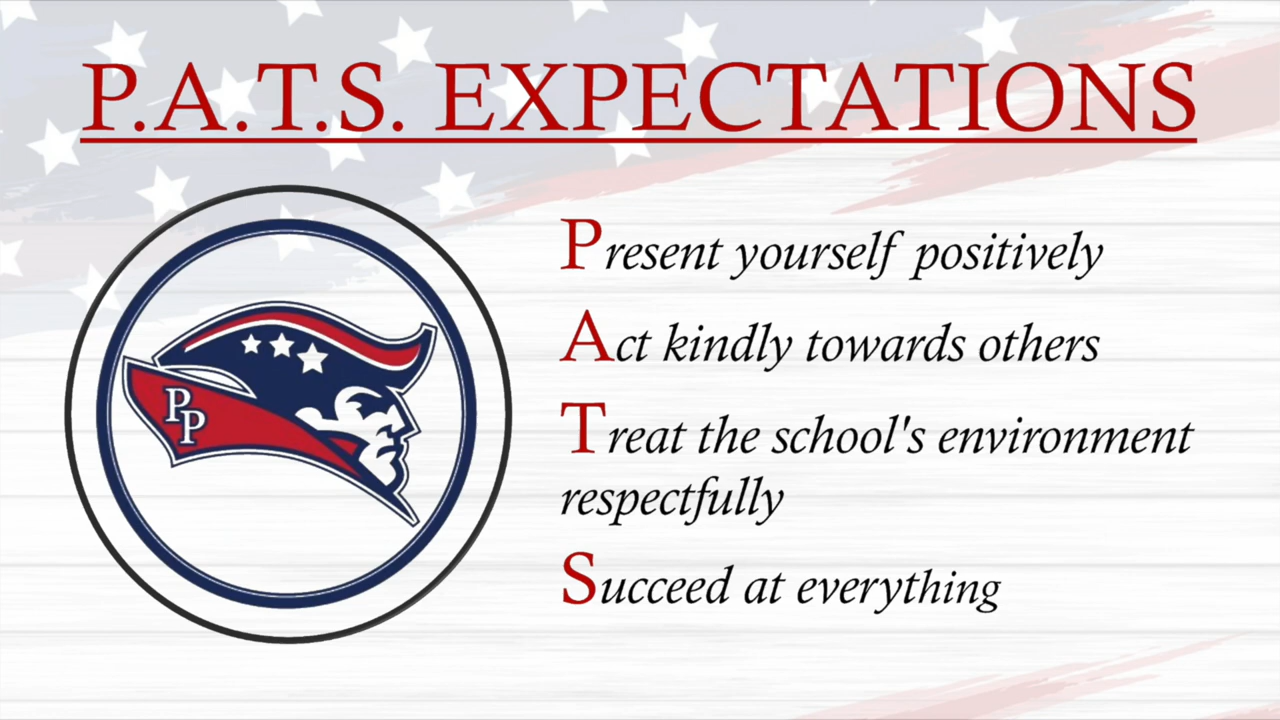 P.A.T.S. EXPECTATIONS
PP
Present yourself positively
Act kindly towards others
Treat the school's environment
respectfully
Succeed at everything